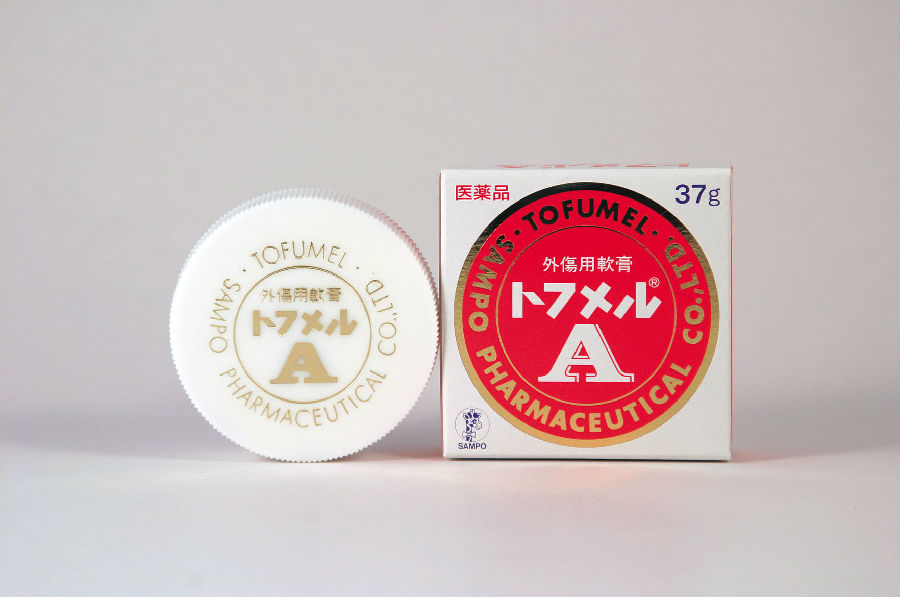 · TOFUMEL ·
SAMPO PHARMACEUTICAL CO.,LTD.
外傷用軟膏
トフメル
A
医薬品
37g
· TOFUMEL ·
SAMPO PHARMACEUTICAL CO.,LTD.
外傷用軟膏
トフメル®
A
SAMPO